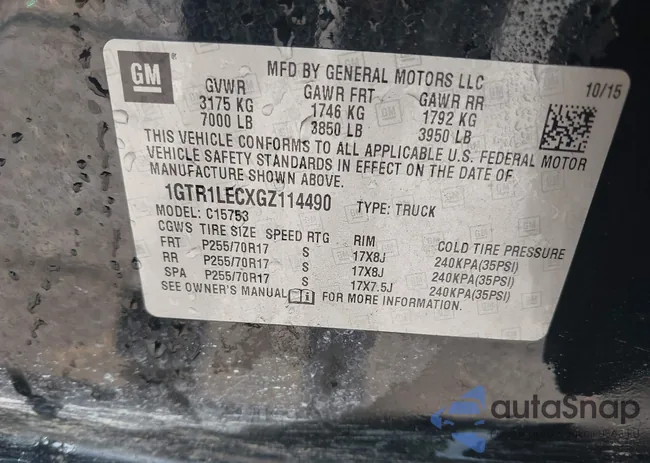 GM
MFD BY GENERAL MOTORS LLC
10/15
GVWR GAWR FRT GAWR RR
3175 KG 1746 KG 1792 KG
7000 LB 3850 LB 3950 LB
THIS VEHICLE CONFORMS TO ALL APPLICABLE U.S. FEDERAL MOTOR
VEHICLE SAFETY STANDARDS IN EFFECT ON THE DATE OF
MANUFACTURE SHOWN ABOVE.
1GTR1LECXGZ114490 TYPE: TRUCK
MODEL: C15753
CGWS TIRE SIZE SPEED RTG RIM COLD TIRE PRESSURE
FRT P255/70R17 S 17X8J 240KPA(35PSI)
RR P255/70R17 S 17X8J 240KPA(35PSI)
SPA P255/70R17 S 17X7.5J 240KPA(35PSI)
SEE OWNER'S MANUAL FOR MORE INFORMATION.
autaSnap